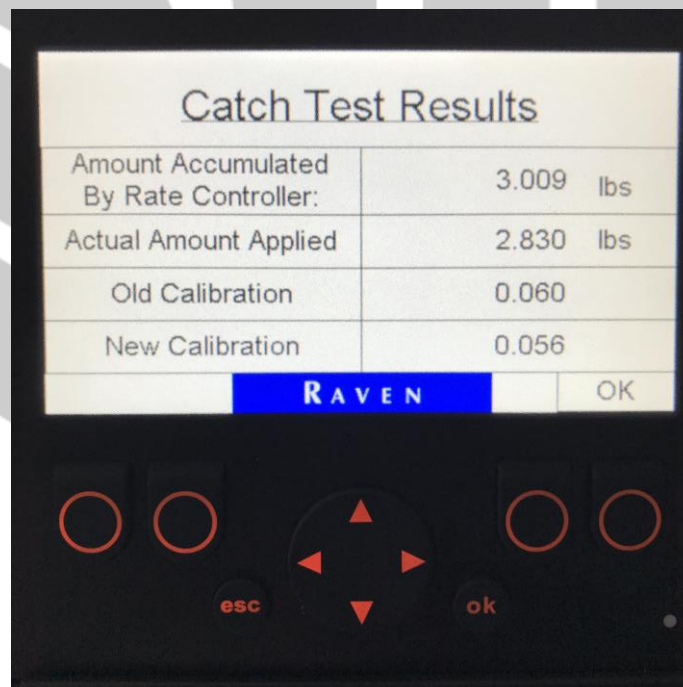 Catch Test Results
Amount Accumulated
By Rate Controller:
3.009 lbs
Actual Amount Applied
2.830 lbs
Old Calibration
0.060
New Calibration
0.056
RAVEN
OK
esc
ok